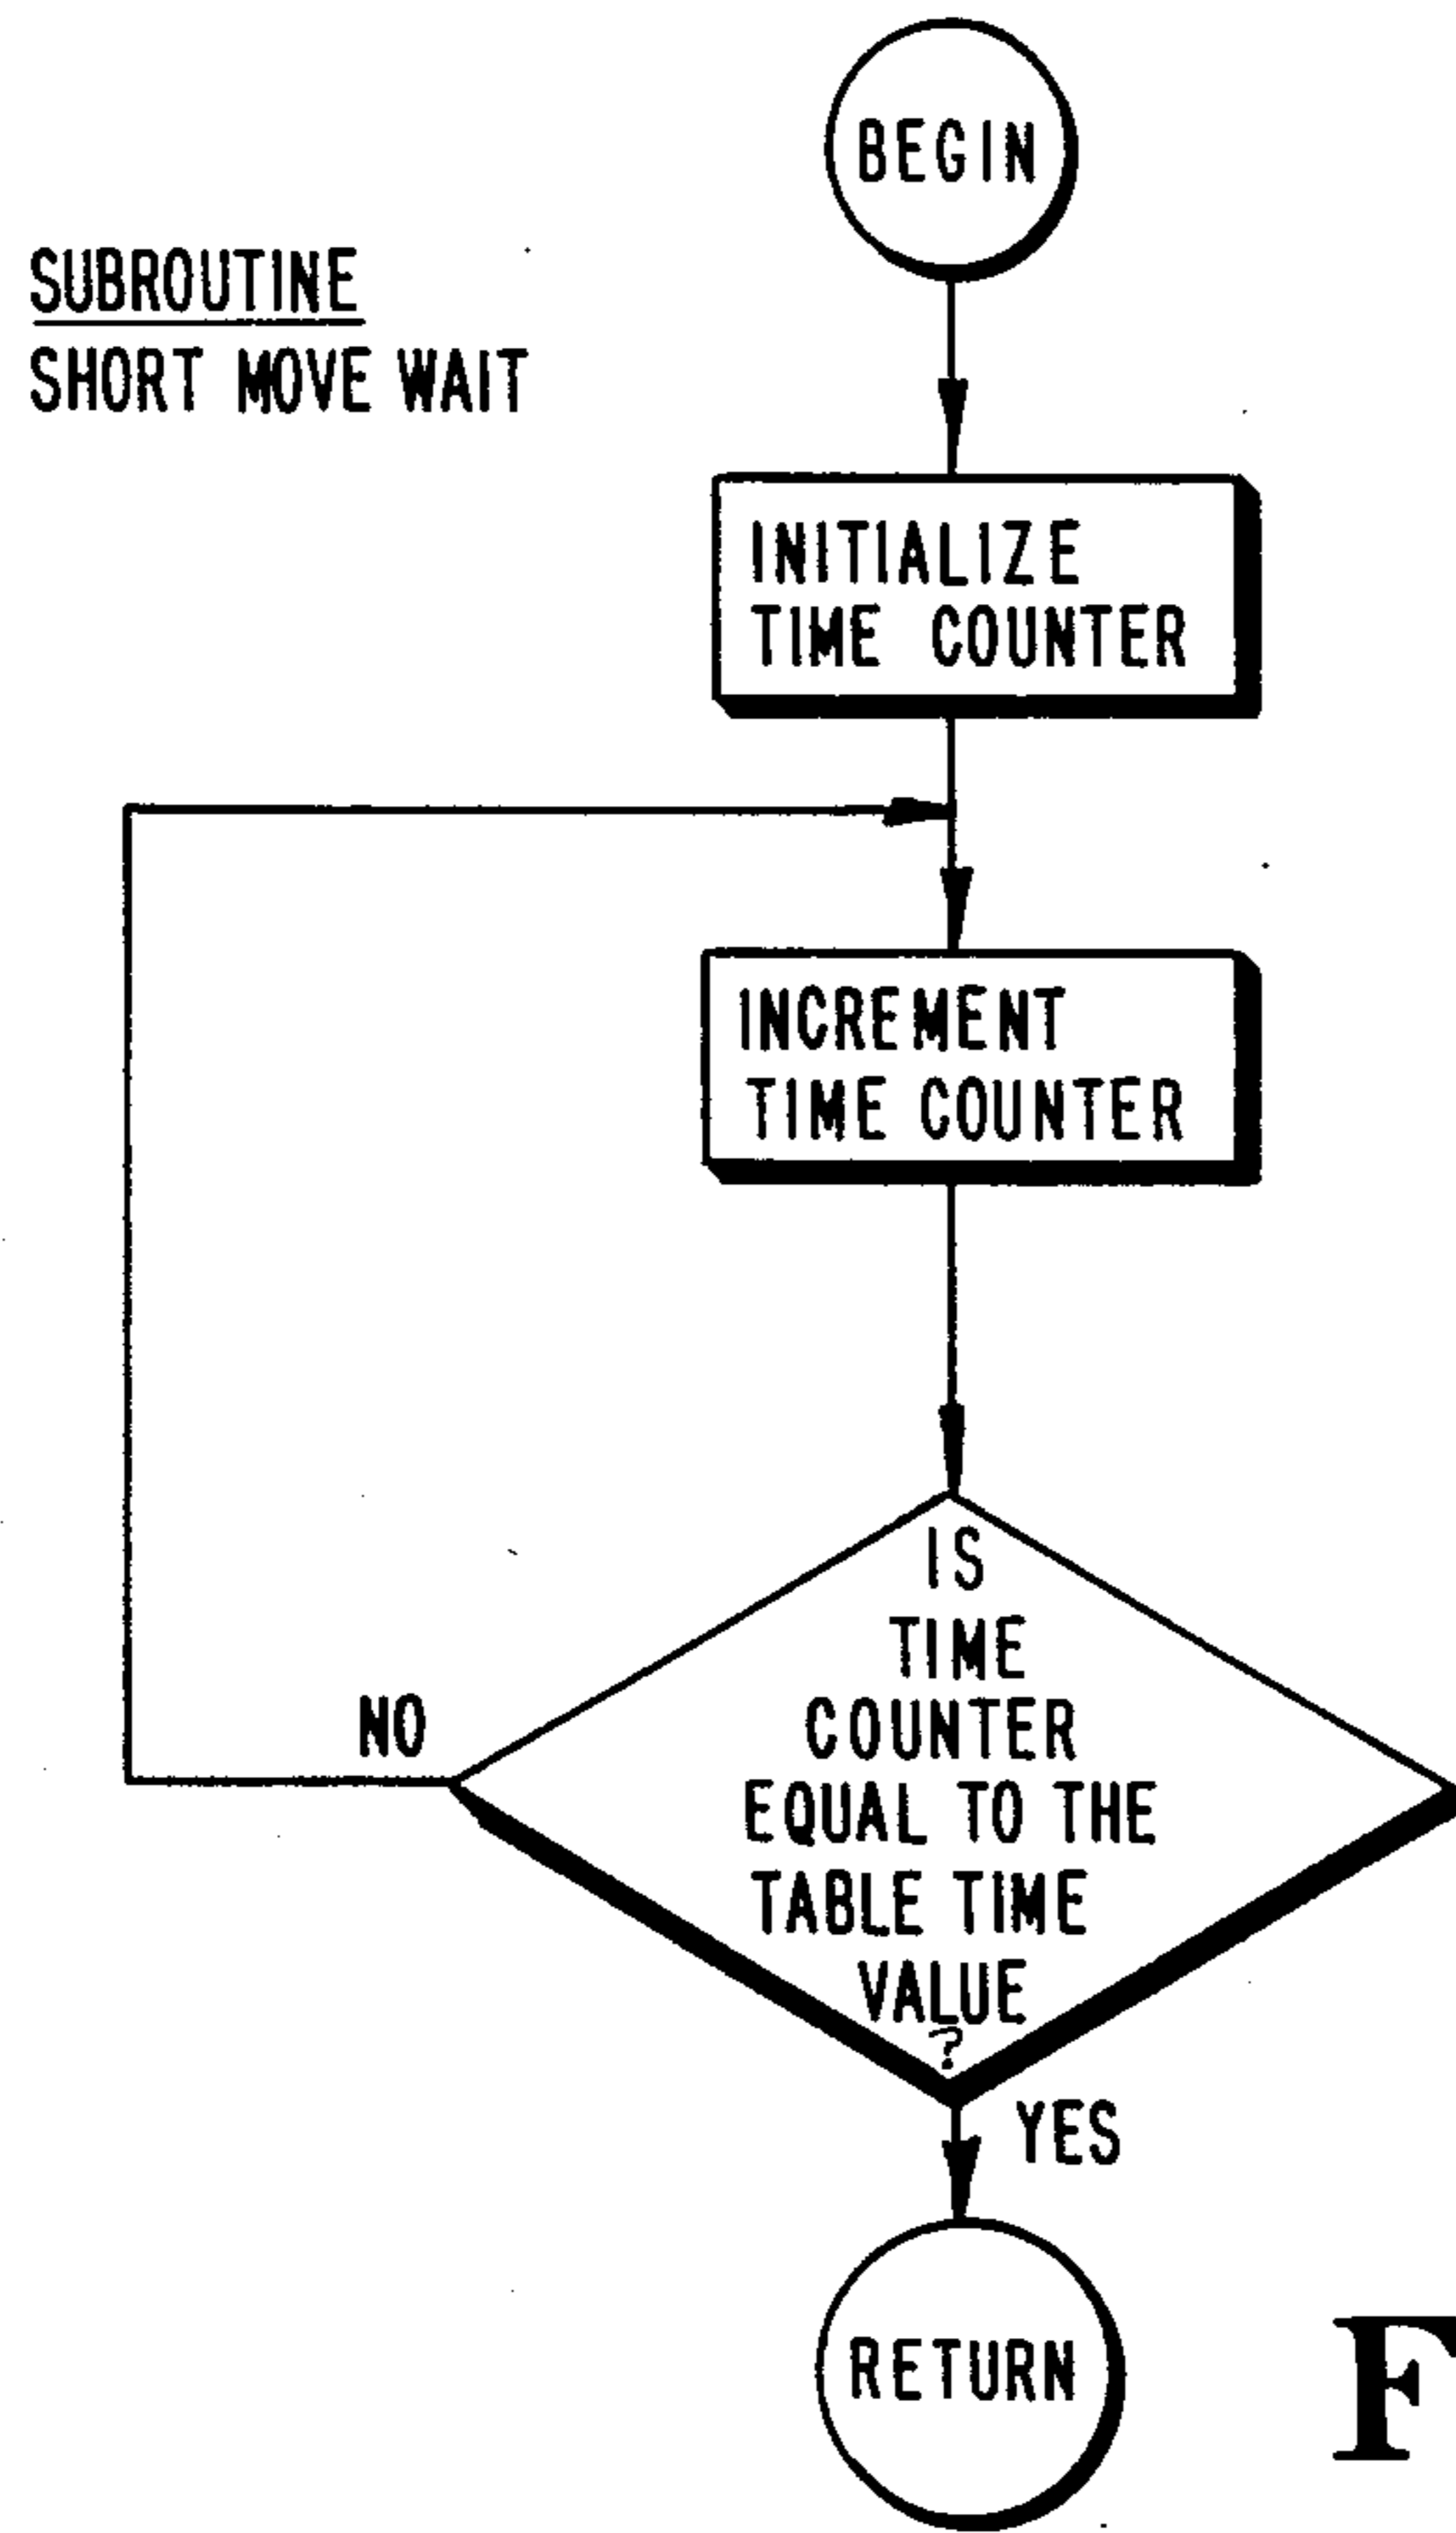 BEGIN
SUBROUTINE
SHORT MOVE WAIT
INITIALIZE
TIME COUNTER
INCREMENT
TIME COUNTER
IS
TIME
COUNTER
EQUAL TO THE
TABLE TIME
VALUE
?
NO
YES
RETURN
F